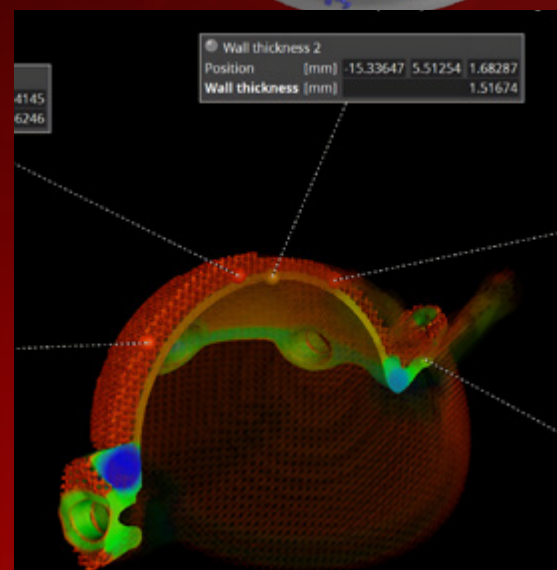 Wall thickness 2
Position [mm] -15.33647 5.51254 1.68287
Wall thickness [mm] 1.51674
4145
6246